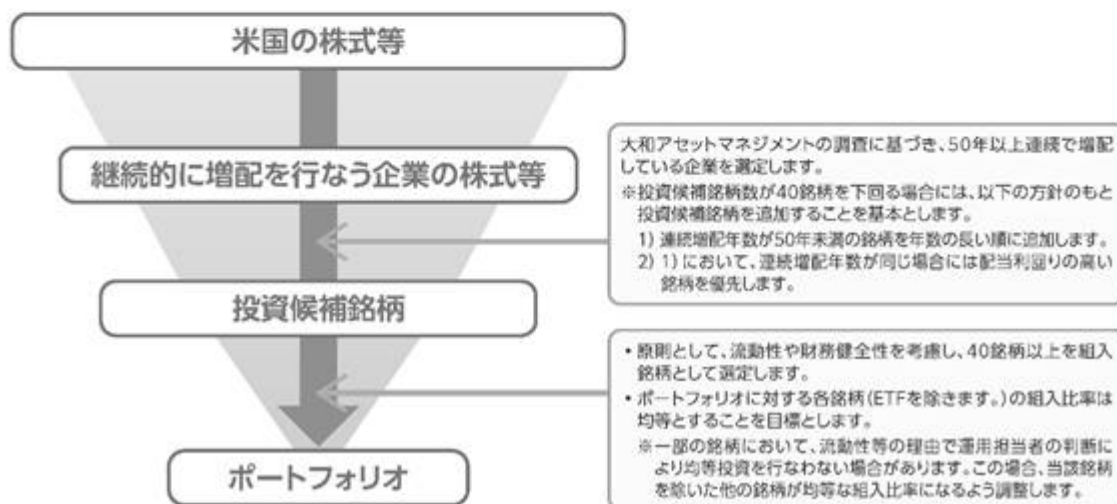 米国の株式等
継続的に増配を行なう企業の株式等
大和アセットマネジメントの調査に基づき、50年以上連続で増配
している企業を選定します。
※投資候補銘柄数が40銘柄を下回る場合には、以下の方針のもと
投資候補銘柄を追加することを基本とします。
1) 連続増配年数が50年未満の銘柄を年数の長い順に追加します。
2) 1)において、連続増配年数が同じ場合には配当利回りの高い
銘柄を優先します。
投資候補銘柄
・原則として、流動性や財務健全性を考慮し、40銘柄以上を組入
銘柄として選定します。
・ポートフォリオに対する各銘柄(ETFを除きます。)の組入比率は
均等とすることを目標とします。
※一部の銘柄において、流動性等の理由で運用担当者の判断に
より均等投資を行なわない場合があります。この場合、当該銘柄
を除いた他の銘柄が均等な組入比率になるよう調整します。
ポートフォリオ